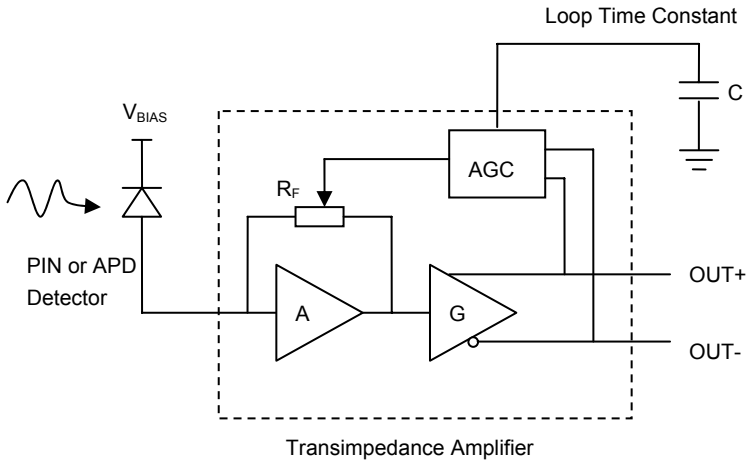 Loop Time Constant
C
V_BIAS
AGC
R_F
PIN or APD
Detector
A
G
OUT+
OUT-
Transimpedance Amplifier